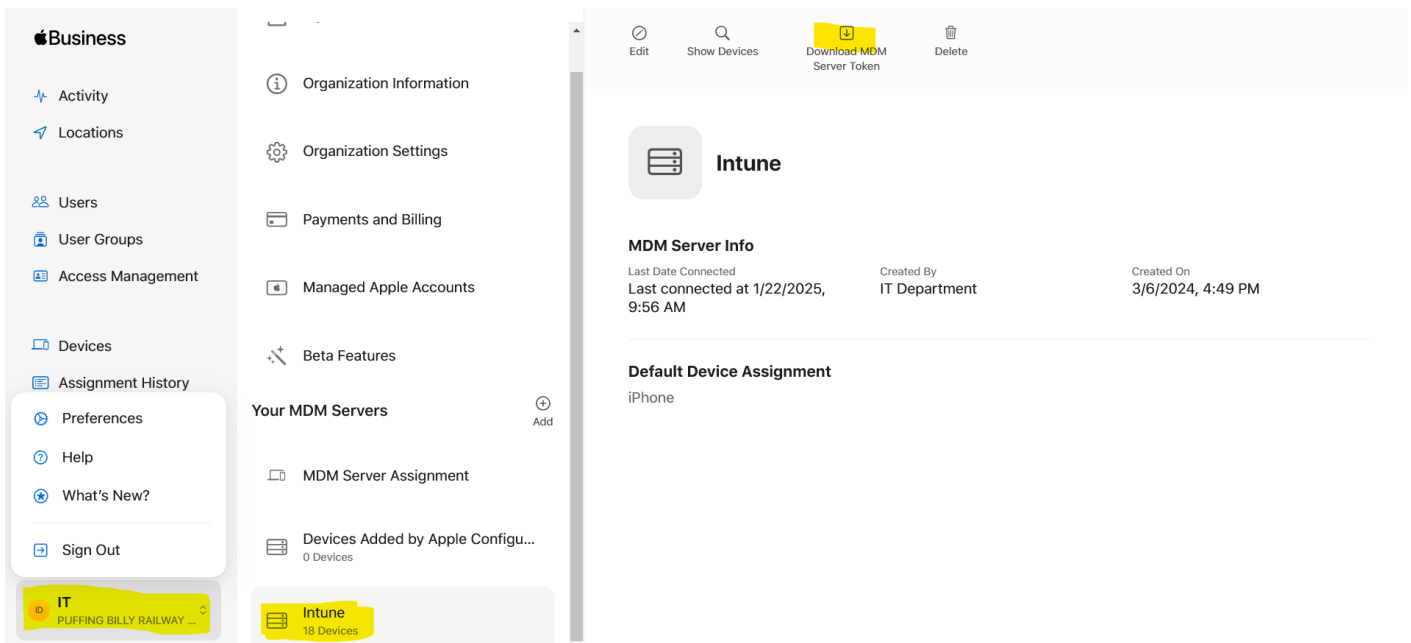 Business
Activity
Locations
Users
User Groups
Access Management
Devices
Assignment History
Preferences
Help
What's New?
Sign Out
ID
IT
PUFFING BILLY RAILWAY ...
Organization Information
Organization Settings
Payments and Billing
Managed Apple Accounts
Beta Features
Your MDM Servers
Add
MDM Server Assignment
Devices Added by Apple Configu...
0 Devices
Intune
18 Devices
Edit
Show Devices
Download MDM
Server Token
Delete
Intune
MDM Server Info
Last Date Connected
Last connected at 1/22/2025,
9:56 AM
Created By
IT Department
Created On
3/6/2024, 4:49 PM
Default Device Assignment
iPhone